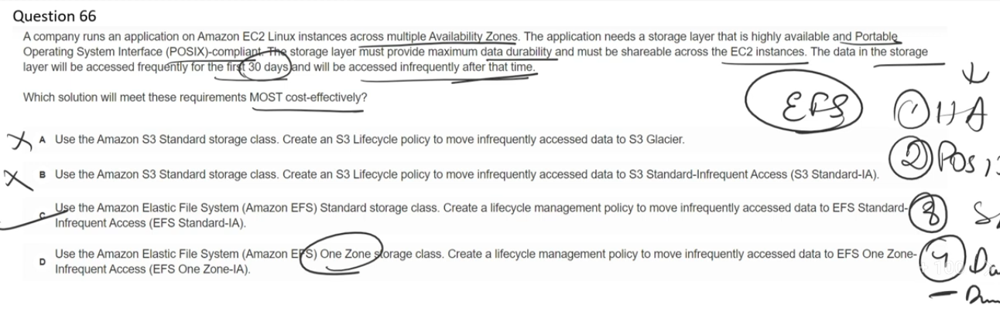 Question 66
A company runs an application on Amazon EC2 Linux instances across multiple Availability Zones. The application needs a storage layer that is highly available and Portable
Operating System Interface (POSIX)-compliant. The storage layer must provide maximum data durability and must be shareable across the EC2 instances. The data in the storage
layer will be accessed frequently for the first 30 days and will be accessed infrequently after that time.
Which solution will meet these requirements MOST cost-effectively?
EFS
① HA
A Use the Amazon S3 Standard storage class. Create an S3 Lifecycle policy to move infrequently accessed data to S3 Glacier.
② POS
B Use the Amazon S3 Standard storage class. Create an S3 Lifecycle policy to move infrequently accessed data to S3 Standard-Infrequent Access (S3 Standard-IA).
C Use the Amazon Elastic File System (Amazon EFS) Standard storage class. Create a lifecycle management policy to move infrequently accessed data to EFS Standard-
Infrequent Access (EFS Standard-IA).
D Use the Amazon Elastic File System (Amazon EFS) One Zone storage class. Create a lifecycle management policy to move infrequently accessed data to EFS One Zone-
Infrequent Access (EFS One Zone-IA).
④ Da